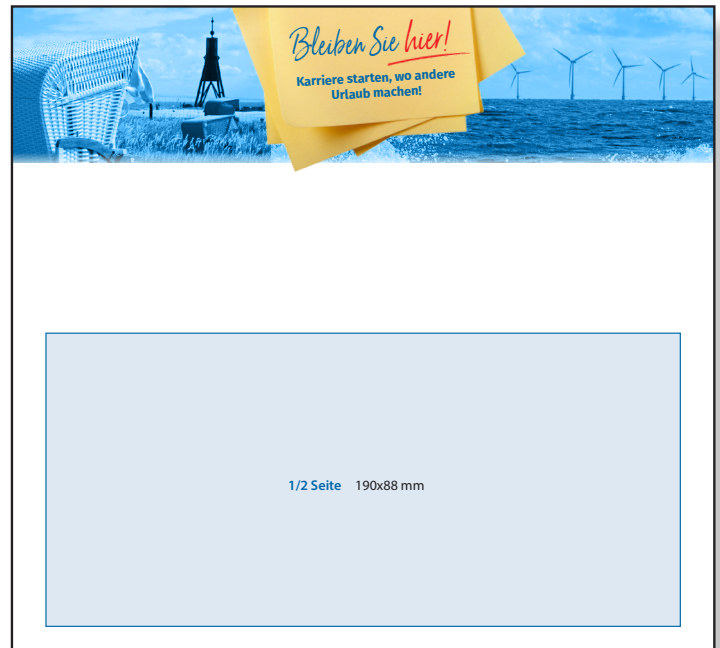 Bleiben Sie hier!
Karriere starten, wo andere
Urlaub machen!
1/2 Seite 190x88 mm